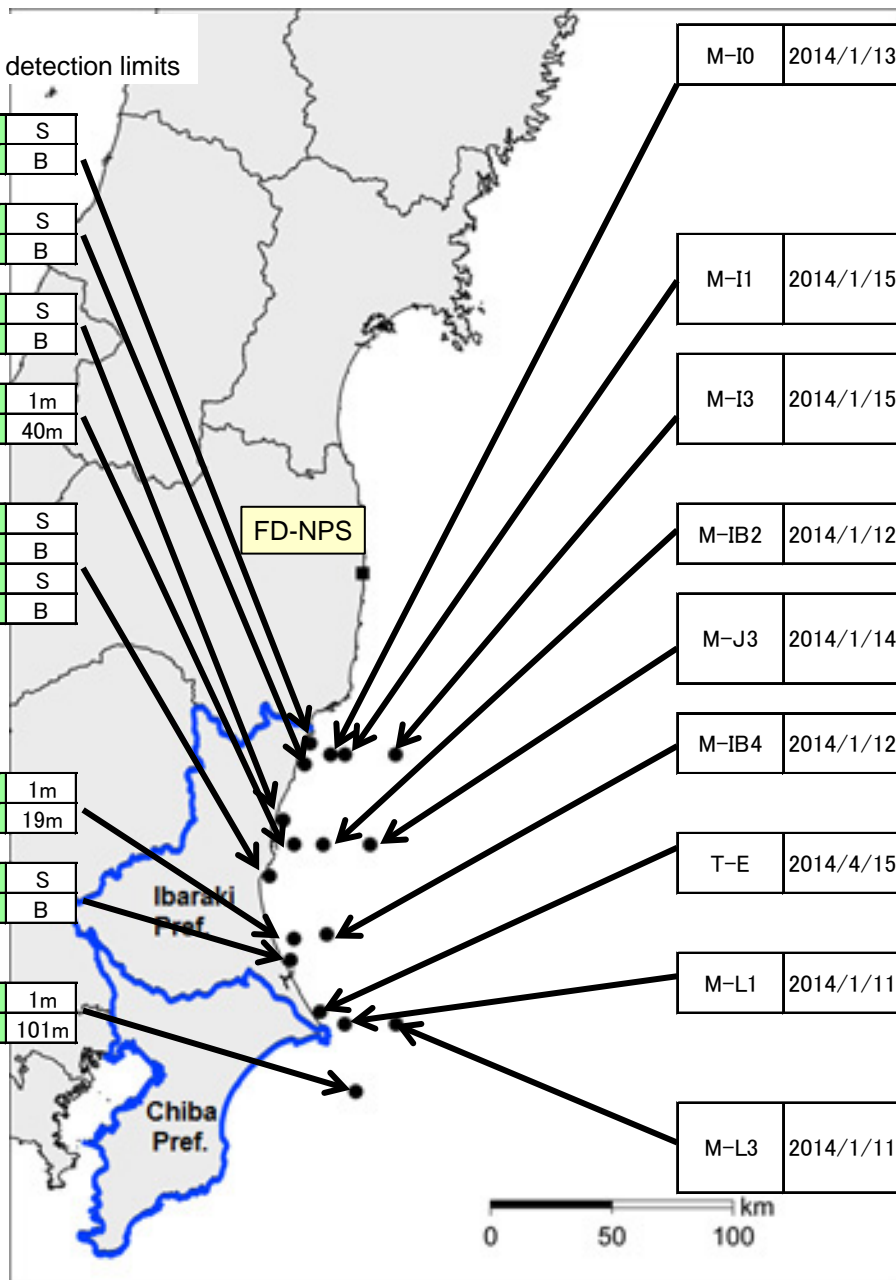 detection limits
S
B
S
B
S
B
1m
40m
S
B
S
B
1m
19m
S
B
1m
101m
FD-NPS
Ibaraki
Pref.
Chiba
Pref.
M-I0 2014/1/13
M-I1 2014/1/15
M-I3 2014/1/15
M-IB2 2014/1/12
M-J3 2014/1/14
M-IB4 2014/1/12
T-E 2014/4/15
M-L1 2014/1/11
M-L3 2014/1/11
km
0 50 100